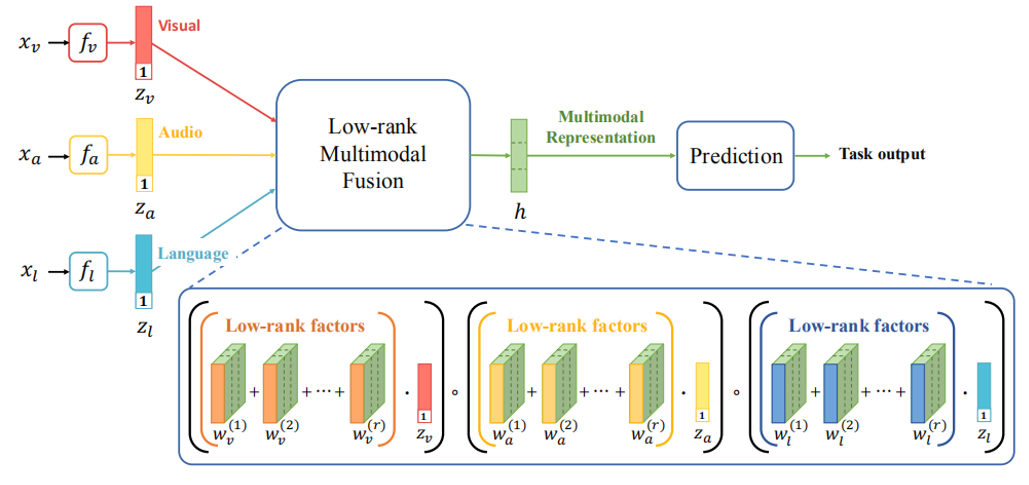 x_v f_v 1 z_v Visual
x_a f_a 1 z_a Audio
x_l f_l 1 z_l Language
Low-rank
Multimodal
Fusion
h
Multimodal
Representation
Prediction
Task output
Low-rank factors
w_v^(1) + w_v^(2) + ⋯ + w_v^(r) · 1 z_v
∘
Low-rank factors
w_a^(1) + w_a^(2) + ⋯ + w_a^(r) · 1 z_a
∘
Low-rank factors
w_l^(1) + w_l^(2) + ⋯ + w_l^(r) · 1 z_l